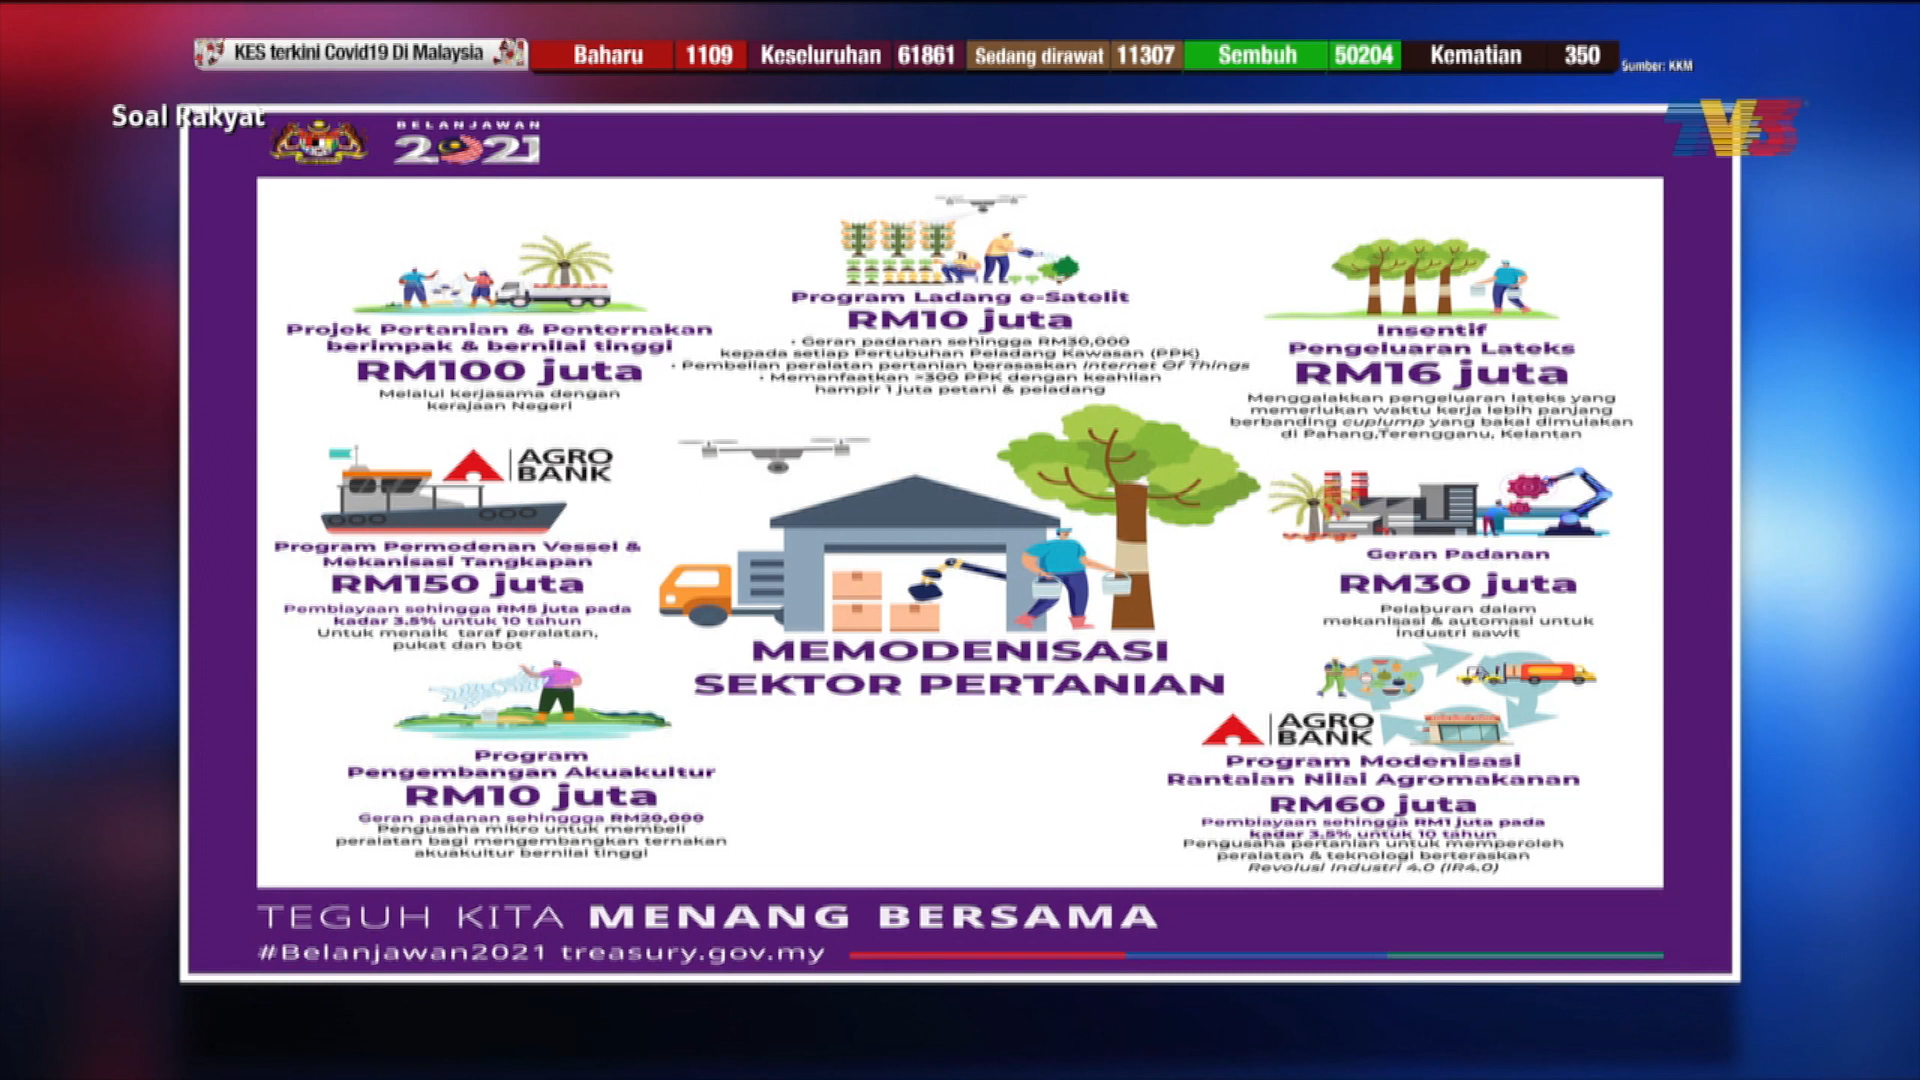 KES terkini Covid19 Di Malaysia Baharu 1109 Keseluruhan 61861 Sedang dirawat 11307 Sembuh 50204 Kematian 350
Sumber: KKM
Soal Rakyat
TV3
BELANJAWAN
2021
Projek Pertanian & Penternakan
berimpak & bernilai tinggi
RM100 juta
Melalui kerjasama dengan
kerajaan Negeri
Program Ladang e-Satelit
RM10 juta
• Geran padanan sehingga RM30,000
kepada setiap Pertubuhan Peladang Kawasan (PPK)
• Pembelian peralatan pertanian berasaskan Internet Of Things
• Memanfaatkan ~300 PPK dengan keahlian
hampir 1 juta petani & peladang
Insentif
Pengeluaran Lateks
RM16 juta
Menggalakkan pengeluaran lateks yang
memerlukan waktu kerja lebih panjang
berbanding cuplump yang bakal dimulakan
di Pahang,Terengganu, Kelantan
AGRO
BANK
Program Permodenan Vessel &
Mekanisasi Tangkapan
RM150 juta
Pembiayaan sehingga RM5 juta pada
kadar 3.5% untuk 10 tahun
Untuk menaik taraf peralatan,
pukat dan bot
Geran Padanan
RM30 juta
Pelaburan dalam
mekanisasi & automasi untuk
industri sawit
MEMODENISASI
SEKTOR PERTANIAN
Program
Pengembangan Akuakultur
RM10 juta
Geran padanan sehinggga RM20,000
Pengusaha mikro untuk membeli
peralatan bagi mengembangkan ternakan
akuakultur bernilai tinggi
AGRO
BANK
Program Modenisasi
Rantaian Nilai Agromakanan
RM60 juta
Pembiayaan sehingga RM1 juta pada
kadar 3.5% untuk 10 tahun
Pengusaha pertanian untuk memperoleh
peralatan & teknologi berteraskan
Revolusi Industri 4.0 (IR4.0)
TEGUH KITA MENANG BERSAMA
#Belanjawan2021 treasury.gov.my